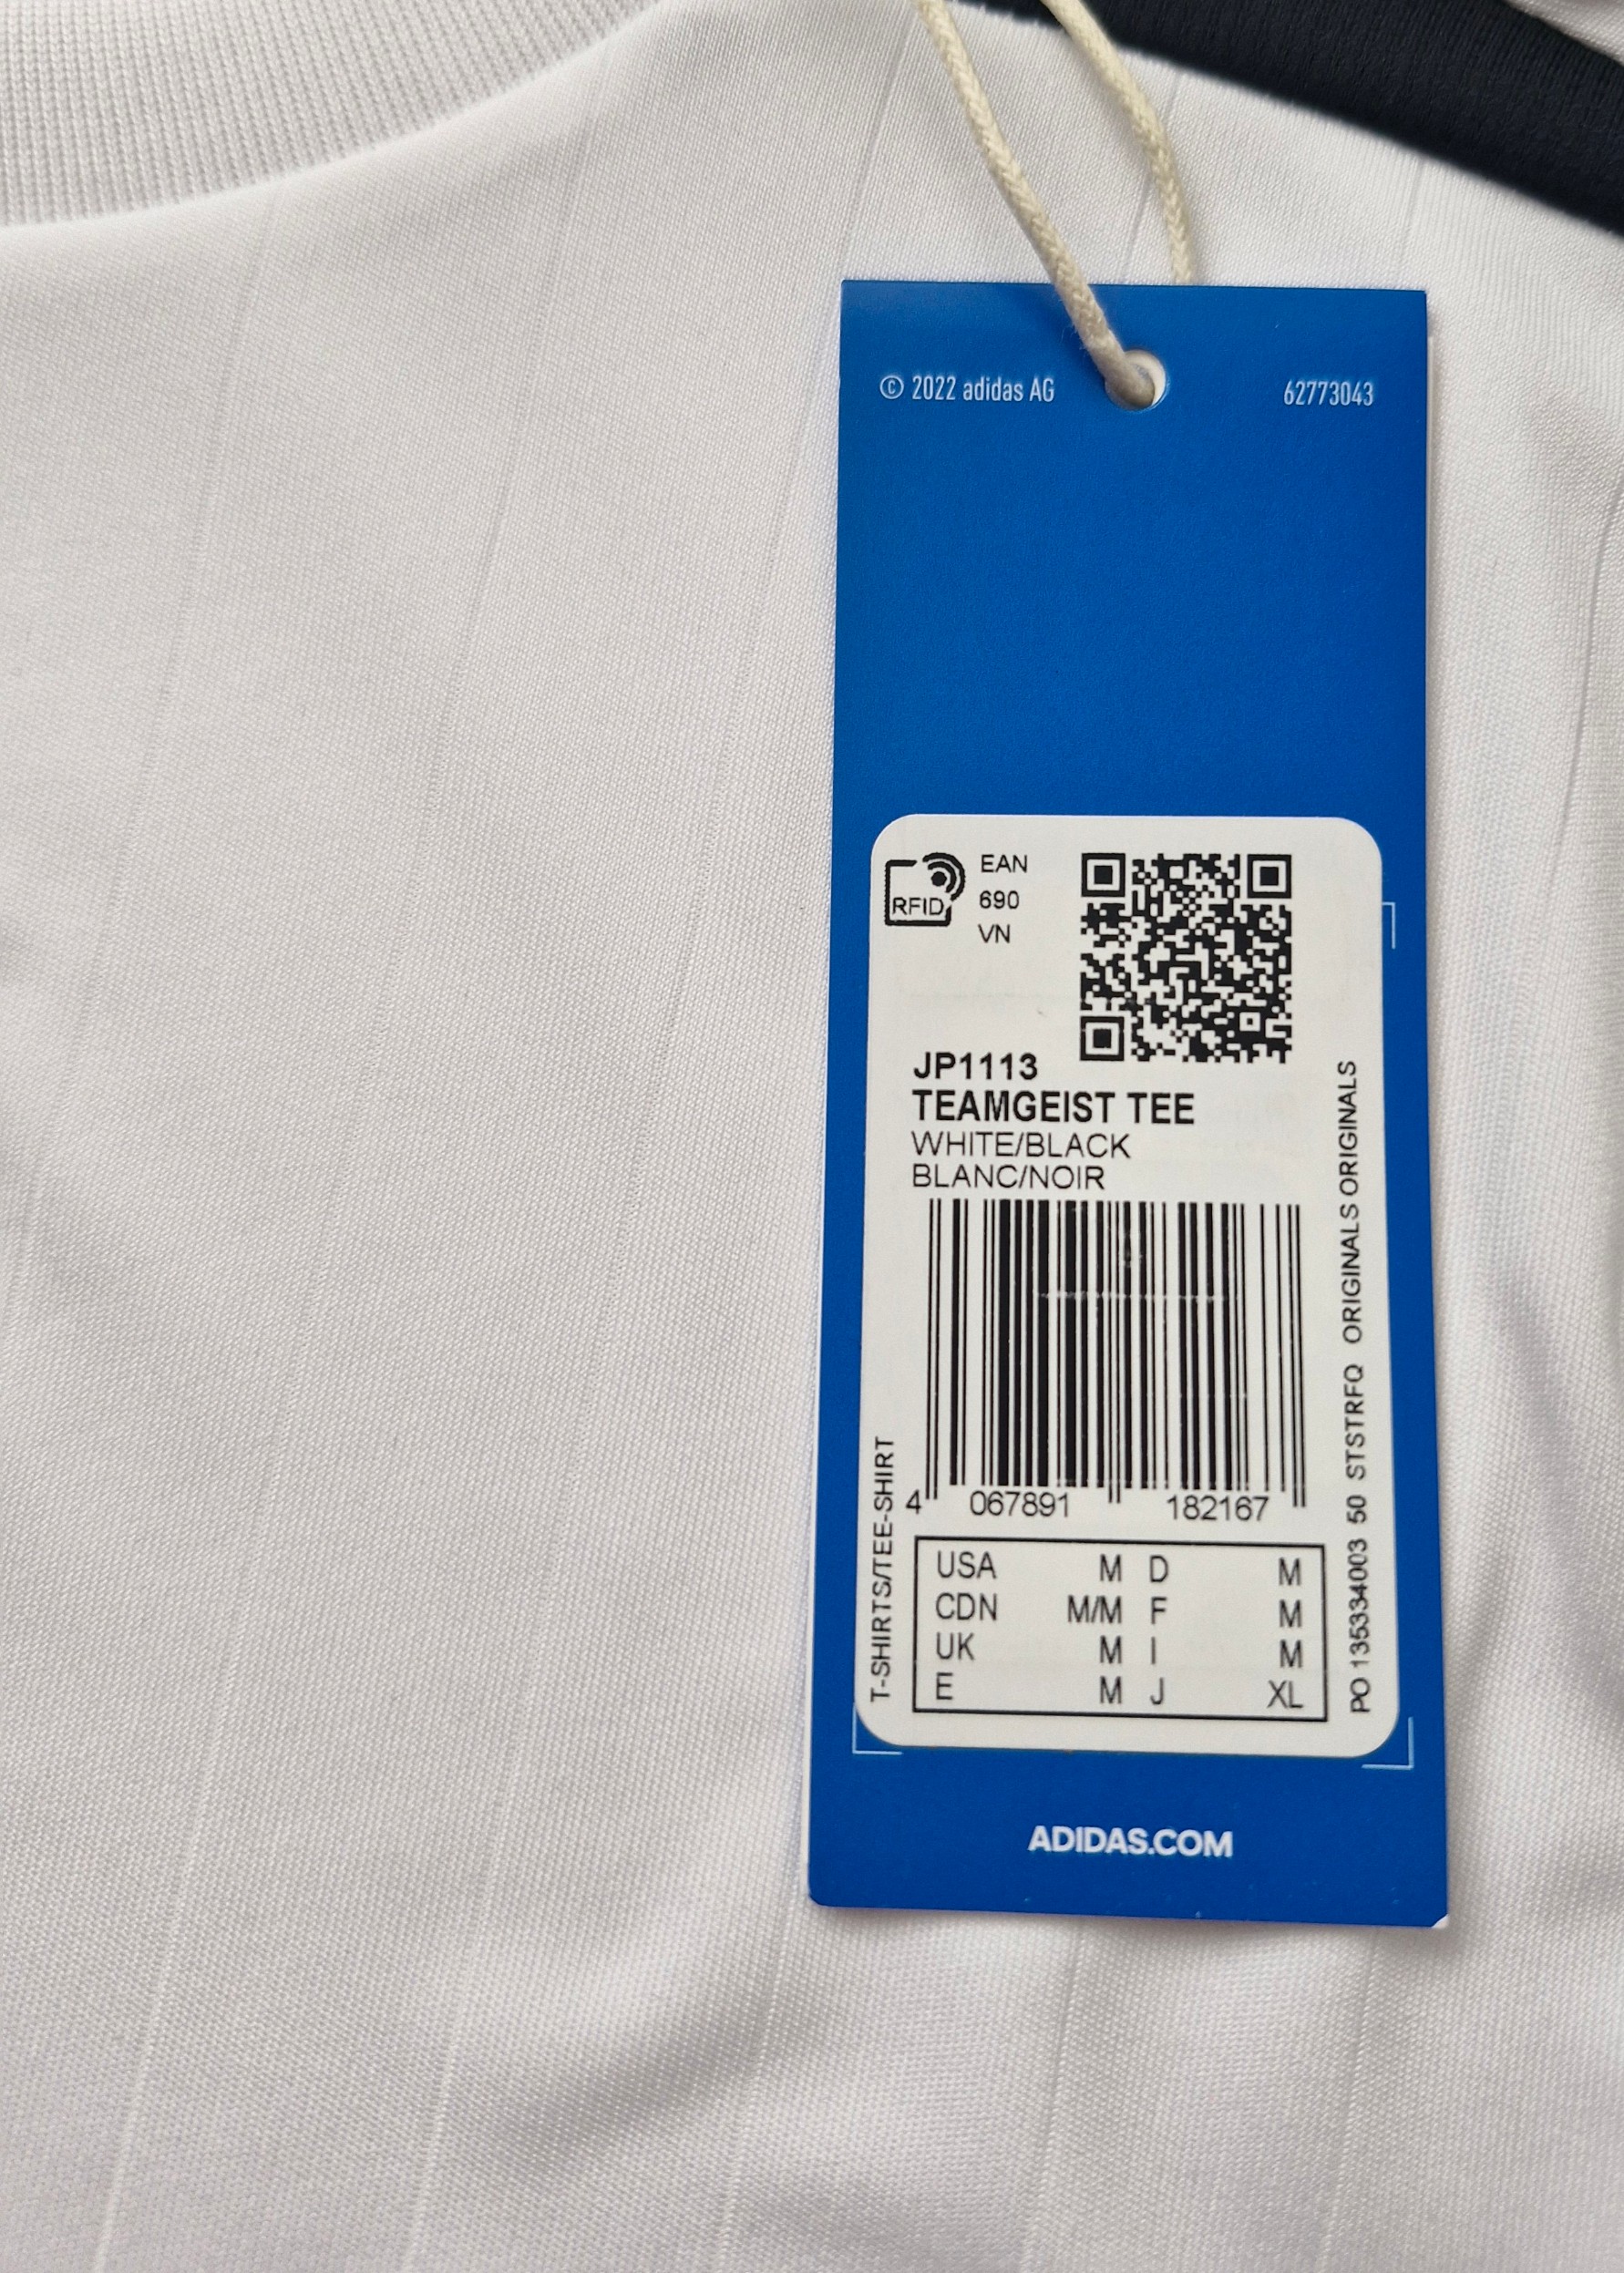 © 2022 adidas AG 62773043
RFID
EAN
690
VN
JP1113
TEAMGEIST TEE
WHITE/BLACK
BLANC/NOIR
4 067891 182167
USA M D M
CDN M/M F M
UK M I M
E M J XL
T-SHIRTS/TEE-SHIRT
PO 135334003 50 STSTRFQ ORIGINALS ORIGINALS
ADIDAS.COM